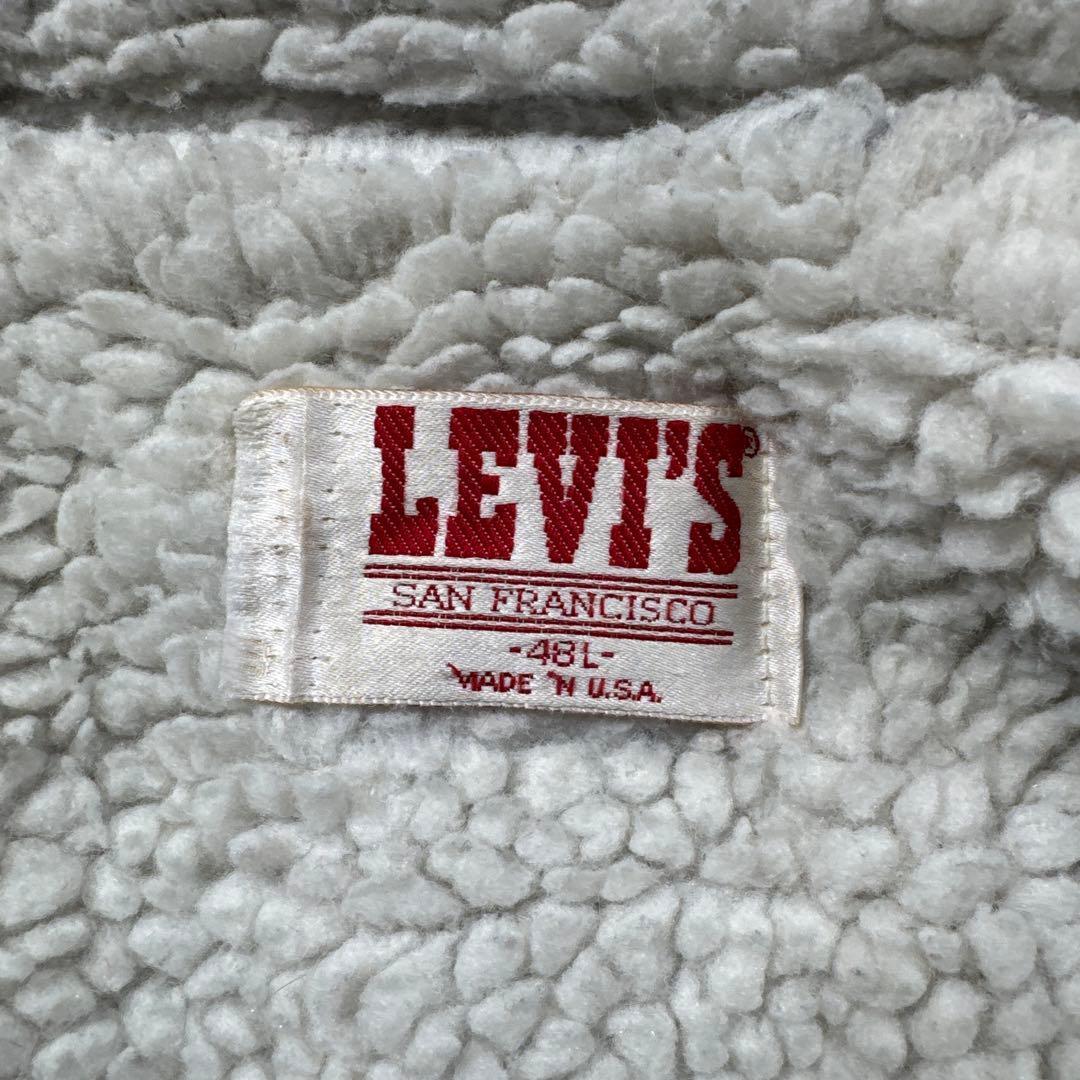 LEVI'S®
SAN FRANCISCO
-48L-
MADE IN U.S.A.